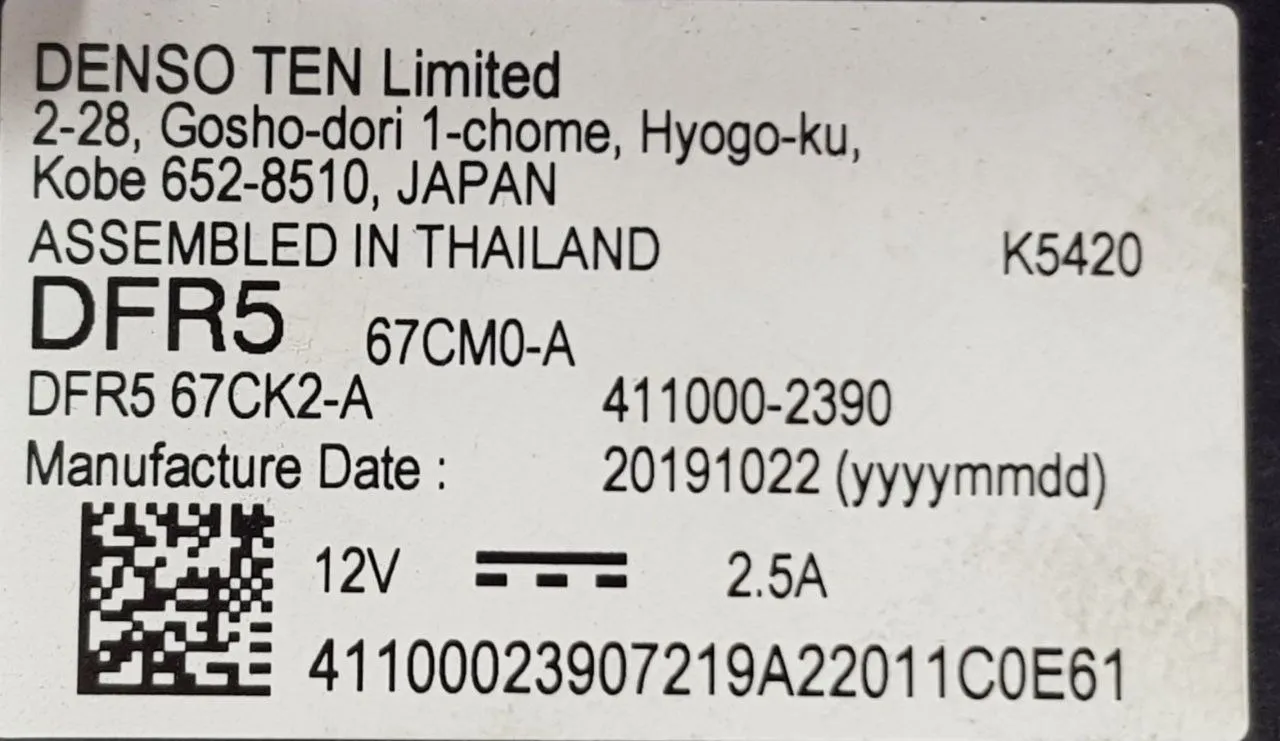 DENSO TEN Limited
2-28, Gosho-dori 1-chome, Hyogo-ku,
Kobe 652-8510, JAPAN
ASSEMBLED IN THAILAND K5420
DFR5 67CM0-A
DFR5 67CK2-A 411000-2390
Manufacture Date : 20191022 (yyyymmdd)
12V 2.5A
41100023907219A22011C0E61